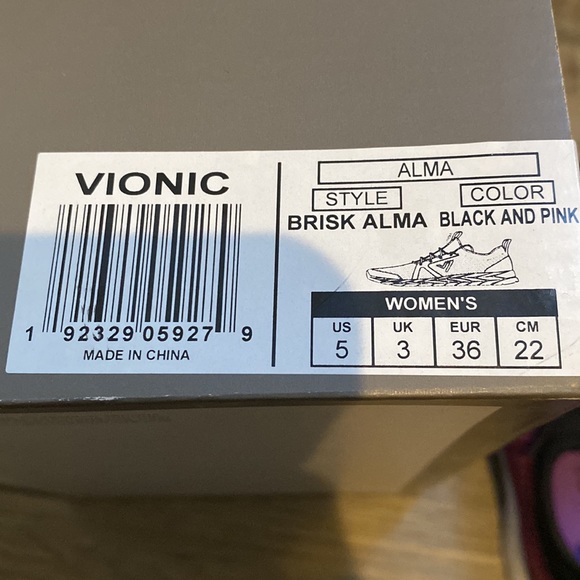 VIONIC
1 92329 05927 9
MADE IN CHINA
ALMA
STYLE COLOR
BRISK ALMA BLACK AND PINK
WOMEN'S
US UK EUR CM
5 3 36 22